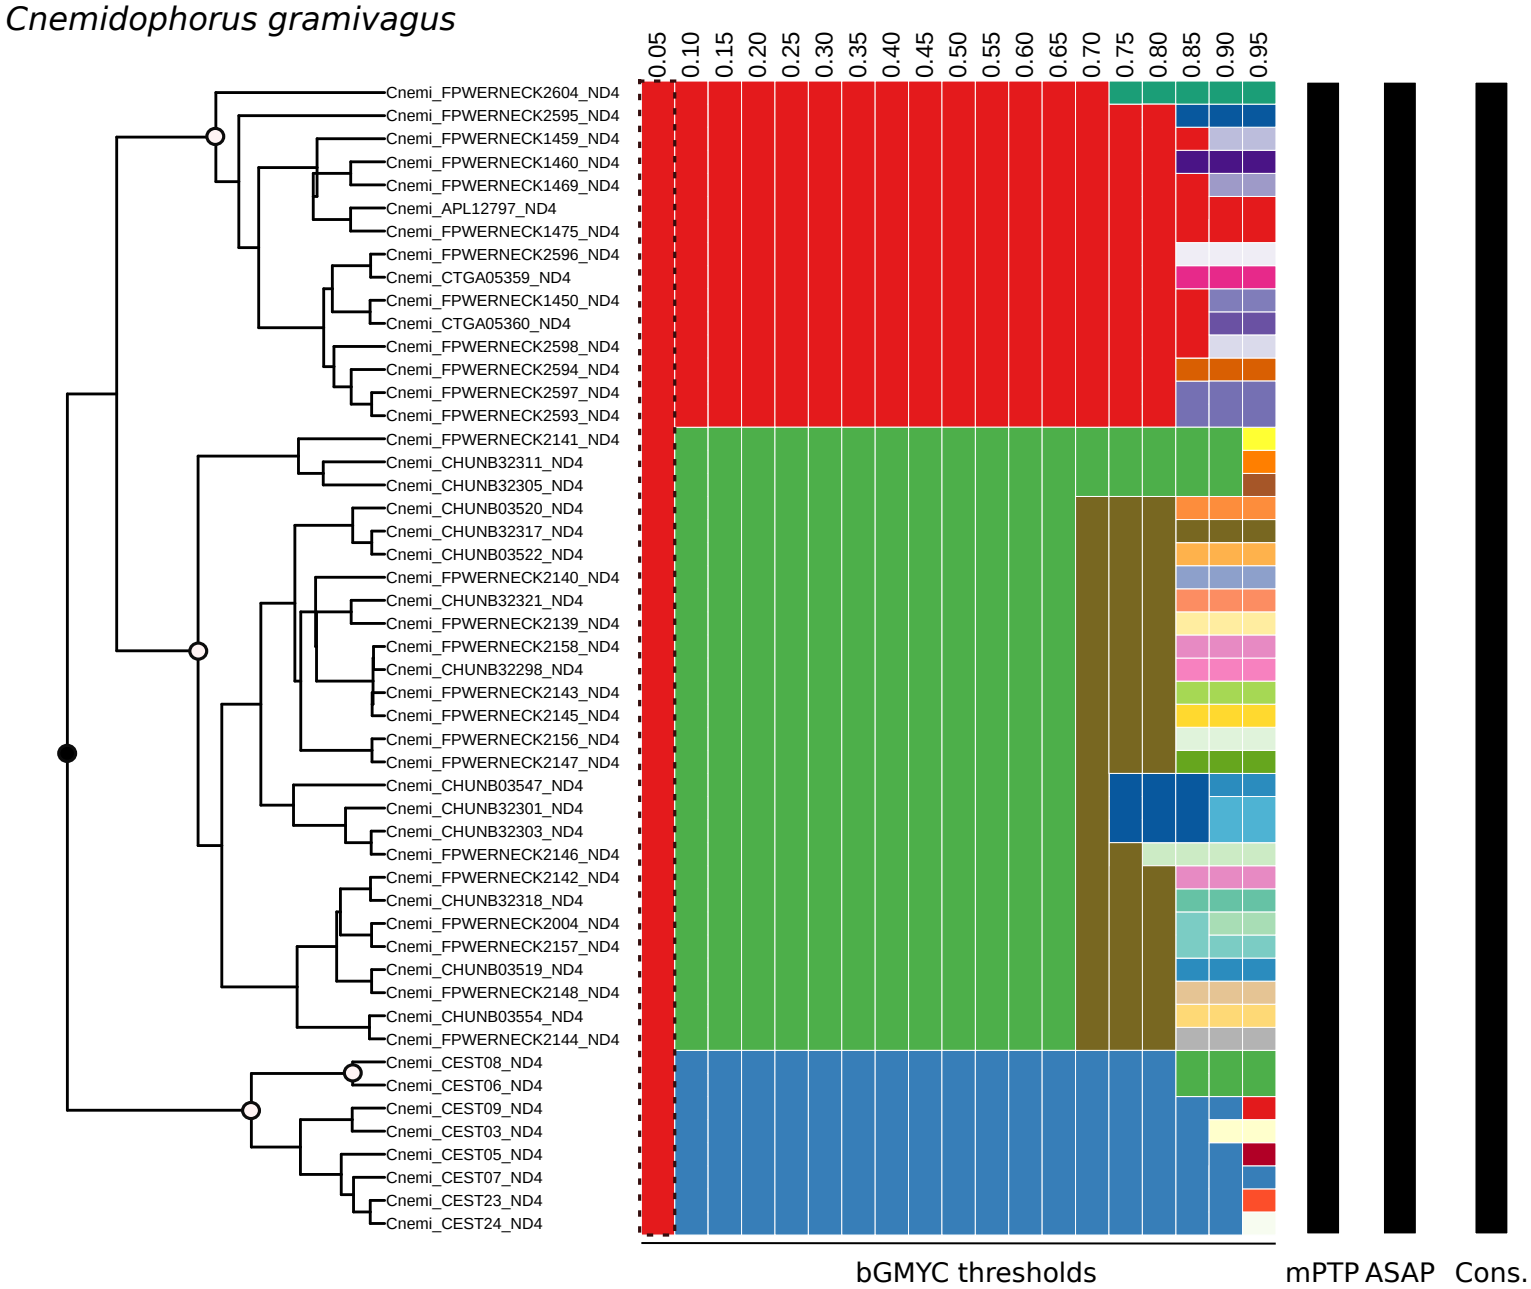 Cnemidophorus gramivagus
0.05 0.10 0.15 0.20 0.25 0.30 0.35 0.40 0.45 0.50 0.55 0.60 0.65 0.70 0.75 0.80 0.85 0.90 0.95
Cnemi_FPWERNECK2604_ND4
Cnemi_FPWERNECK2595_ND4
Cnemi_FPWERNECK1459_ND4
Cnemi_FPWERNECK1460_ND4
Cnemi_FPWERNECK1469_ND4
Cnemi_APL12797_ND4
Cnemi_FPWERNECK1475_ND4
Cnemi_FPWERNECK2596_ND4
Cnemi_CTGA05359_ND4
Cnemi_FPWERNECK1450_ND4
Cnemi_CTGA05360_ND4
Cnemi_FPWERNECK2598_ND4
Cnemi_FPWERNECK2594_ND4
Cnemi_FPWERNECK2597_ND4
Cnemi_FPWERNECK2593_ND4
Cnemi_FPWERNECK2141_ND4
Cnemi_CHUNB32311_ND4
Cnemi_CHUNB32305_ND4
Cnemi_CHUNB03520_ND4
Cnemi_CHUNB32317_ND4
Cnemi_CHUNB03522_ND4
Cnemi_FPWERNECK2140_ND4
Cnemi_CHUNB32321_ND4
Cnemi_FPWERNECK2139_ND4
Cnemi_FPWERNECK2158_ND4
Cnemi_CHUNB32298_ND4
Cnemi_FPWERNECK2143_ND4
Cnemi_FPWERNECK2145_ND4
Cnemi_FPWERNECK2156_ND4
Cnemi_FPWERNECK2147_ND4
Cnemi_CHUNB03547_ND4
Cnemi_CHUNB32301_ND4
Cnemi_CHUNB32303_ND4
Cnemi_FPWERNECK2146_ND4
Cnemi_FPWERNECK2142_ND4
Cnemi_CHUNB32318_ND4
Cnemi_FPWERNECK2004_ND4
Cnemi_FPWERNECK2157_ND4
Cnemi_CHUNB03519_ND4
Cnemi_FPWERNECK2148_ND4
Cnemi_CHUNB03554_ND4
Cnemi_FPWERNECK2144_ND4
Cnemi_CEST08_ND4
Cnemi_CEST06_ND4
Cnemi_CEST09_ND4
Cnemi_CEST03_ND4
Cnemi_CEST05_ND4
Cnemi_CEST07_ND4
Cnemi_CEST23_ND4
Cnemi_CEST24_ND4
bGMYC thresholds mPTP ASAP Cons.